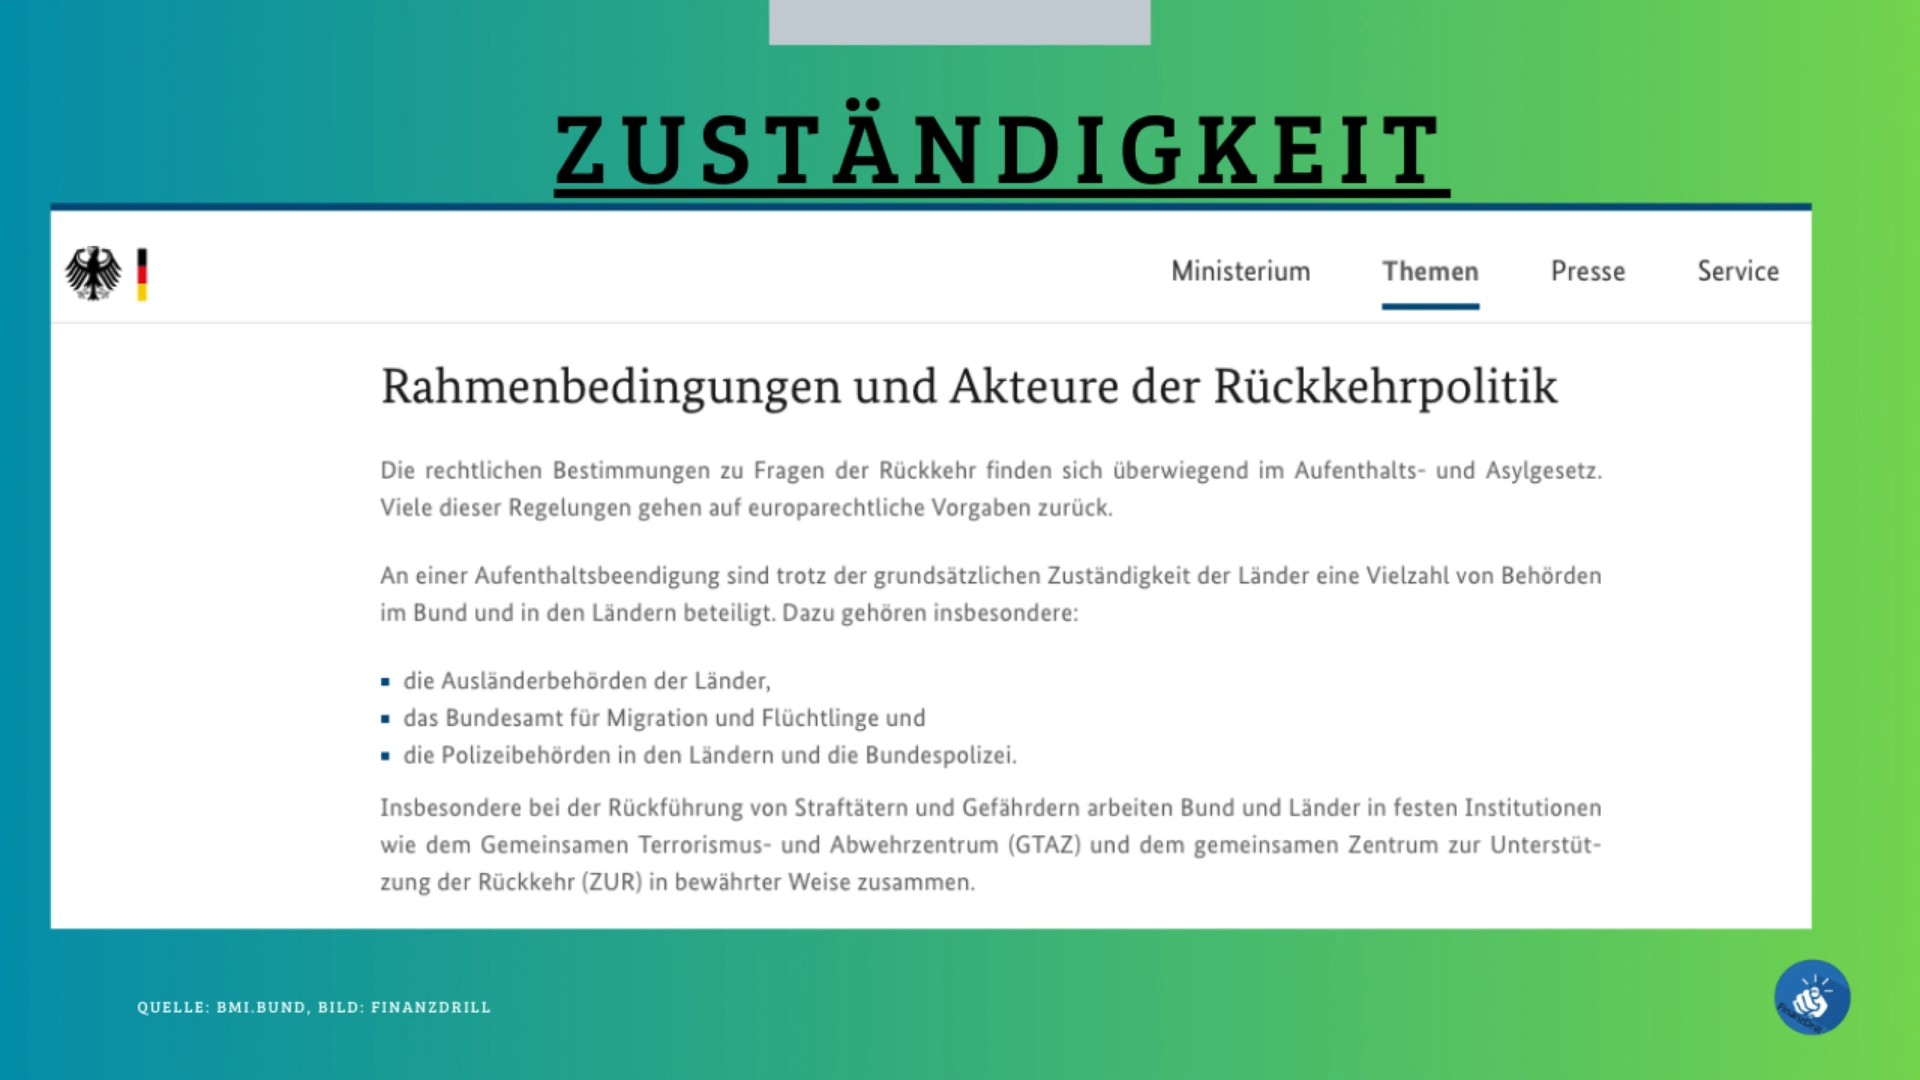 ZUSTÄNDIGKEIT
Ministerium Themen Presse Service
Rahmenbedingungen und Akteure der Rückkehrpolitik
Die rechtlichen Bestimmungen zu Fragen der Rückkehr finden sich überwiegend im Aufenthalts- und Asylgesetz.
Viele dieser Regelungen gehen auf europarechtliche Vorgaben zurück.
An einer Aufenthaltsbeendigung sind trotz der grundsätzlichen Zuständigkeit der Länder eine Vielzahl von Behörden
im Bund und in den Ländern beteiligt. Dazu gehören insbesondere:
▪ die Ausländerbehörden der Länder,
▪ das Bundesamt für Migration und Flüchtlinge und
▪ die Polizeibehörden in den Ländern und die Bundespolizei.
Insbesondere bei der Rückführung von Straftätern und Gefährdern arbeiten Bund und Länder in festen Institutionen
wie dem Gemeinsamen Terrorismus- und Abwehrzentrum (GTAZ) und dem gemeinsamen Zentrum zur Unterstüt-
zung der Rückkehr (ZUR) in bewährter Weise zusammen.
QUELLE: BMI.BUND, BILD: FINANZDRILL
FinanzDrill